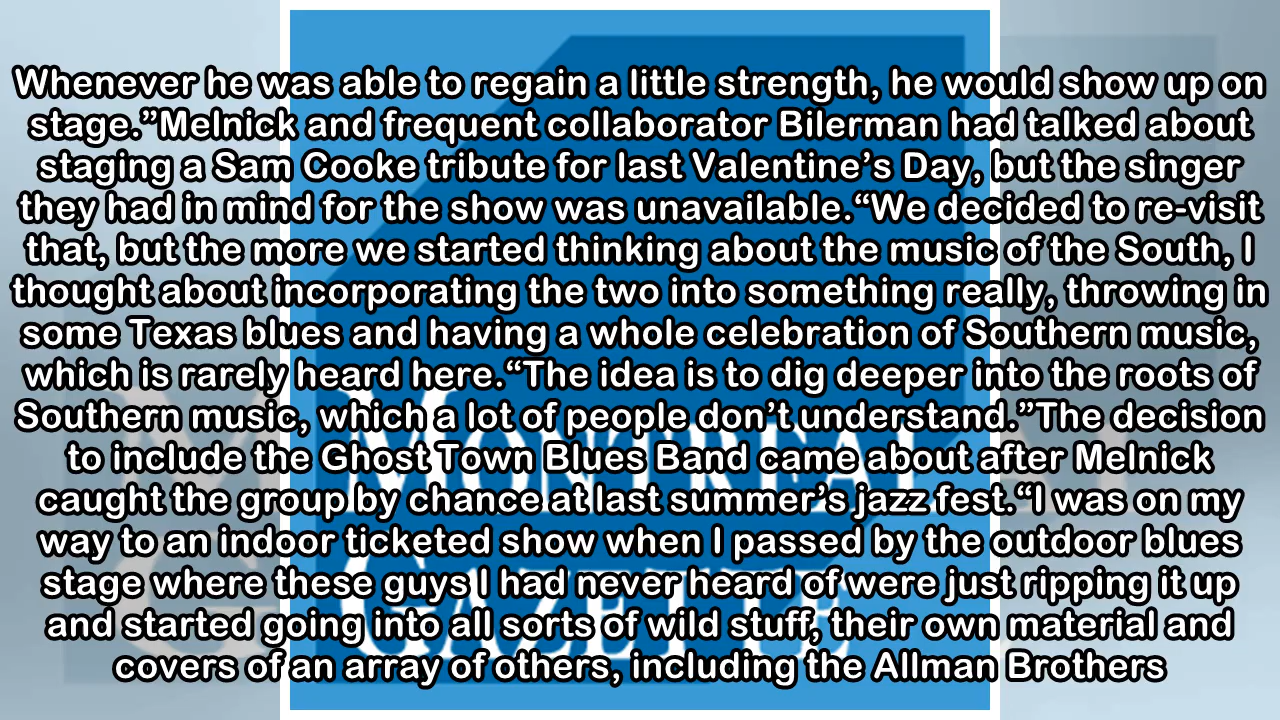 Whenever he was able to regain a little strength, he would show up on
stage.”Melnick and frequent collaborator Bilerman had talked about
staging a Sam Cooke tribute for last Valentine’s Day, but the singer
they had in mind for the show was unavailable.“We decided to re-visit
that, but the more we started thinking about the music of the South, I
thought about incorporating the two into something really, throwing in
some Texas blues and having a whole celebration of Southern music,
which is rarely heard here.“The idea is to dig deeper into the roots of
Southern music, which a lot of people don’t understand.”The decision
to include the Ghost Town Blues Band came about after Melnick
caught the group by chance at last summer’s jazz fest.“I was on my
way to an indoor ticketed show when I passed by the outdoor blues
stage where these guys I had never heard of were just ripping it up
and started going into all sorts of wild stuff, their own material and
covers of an array of others, including the Allman Brothers
MONTREAL
GAZETTE